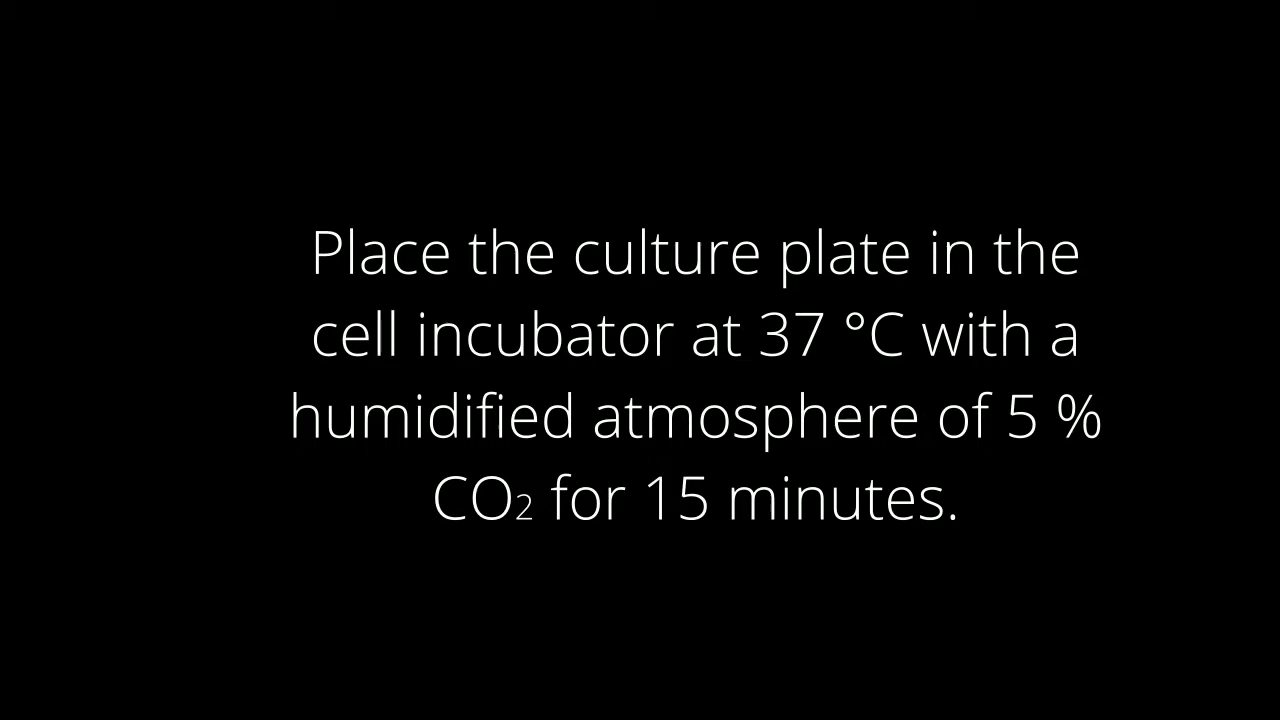 Place the culture plate in the
cell incubator at 37 °C with a
humidified atmosphere of 5 %
CO₂ for 15 minutes.